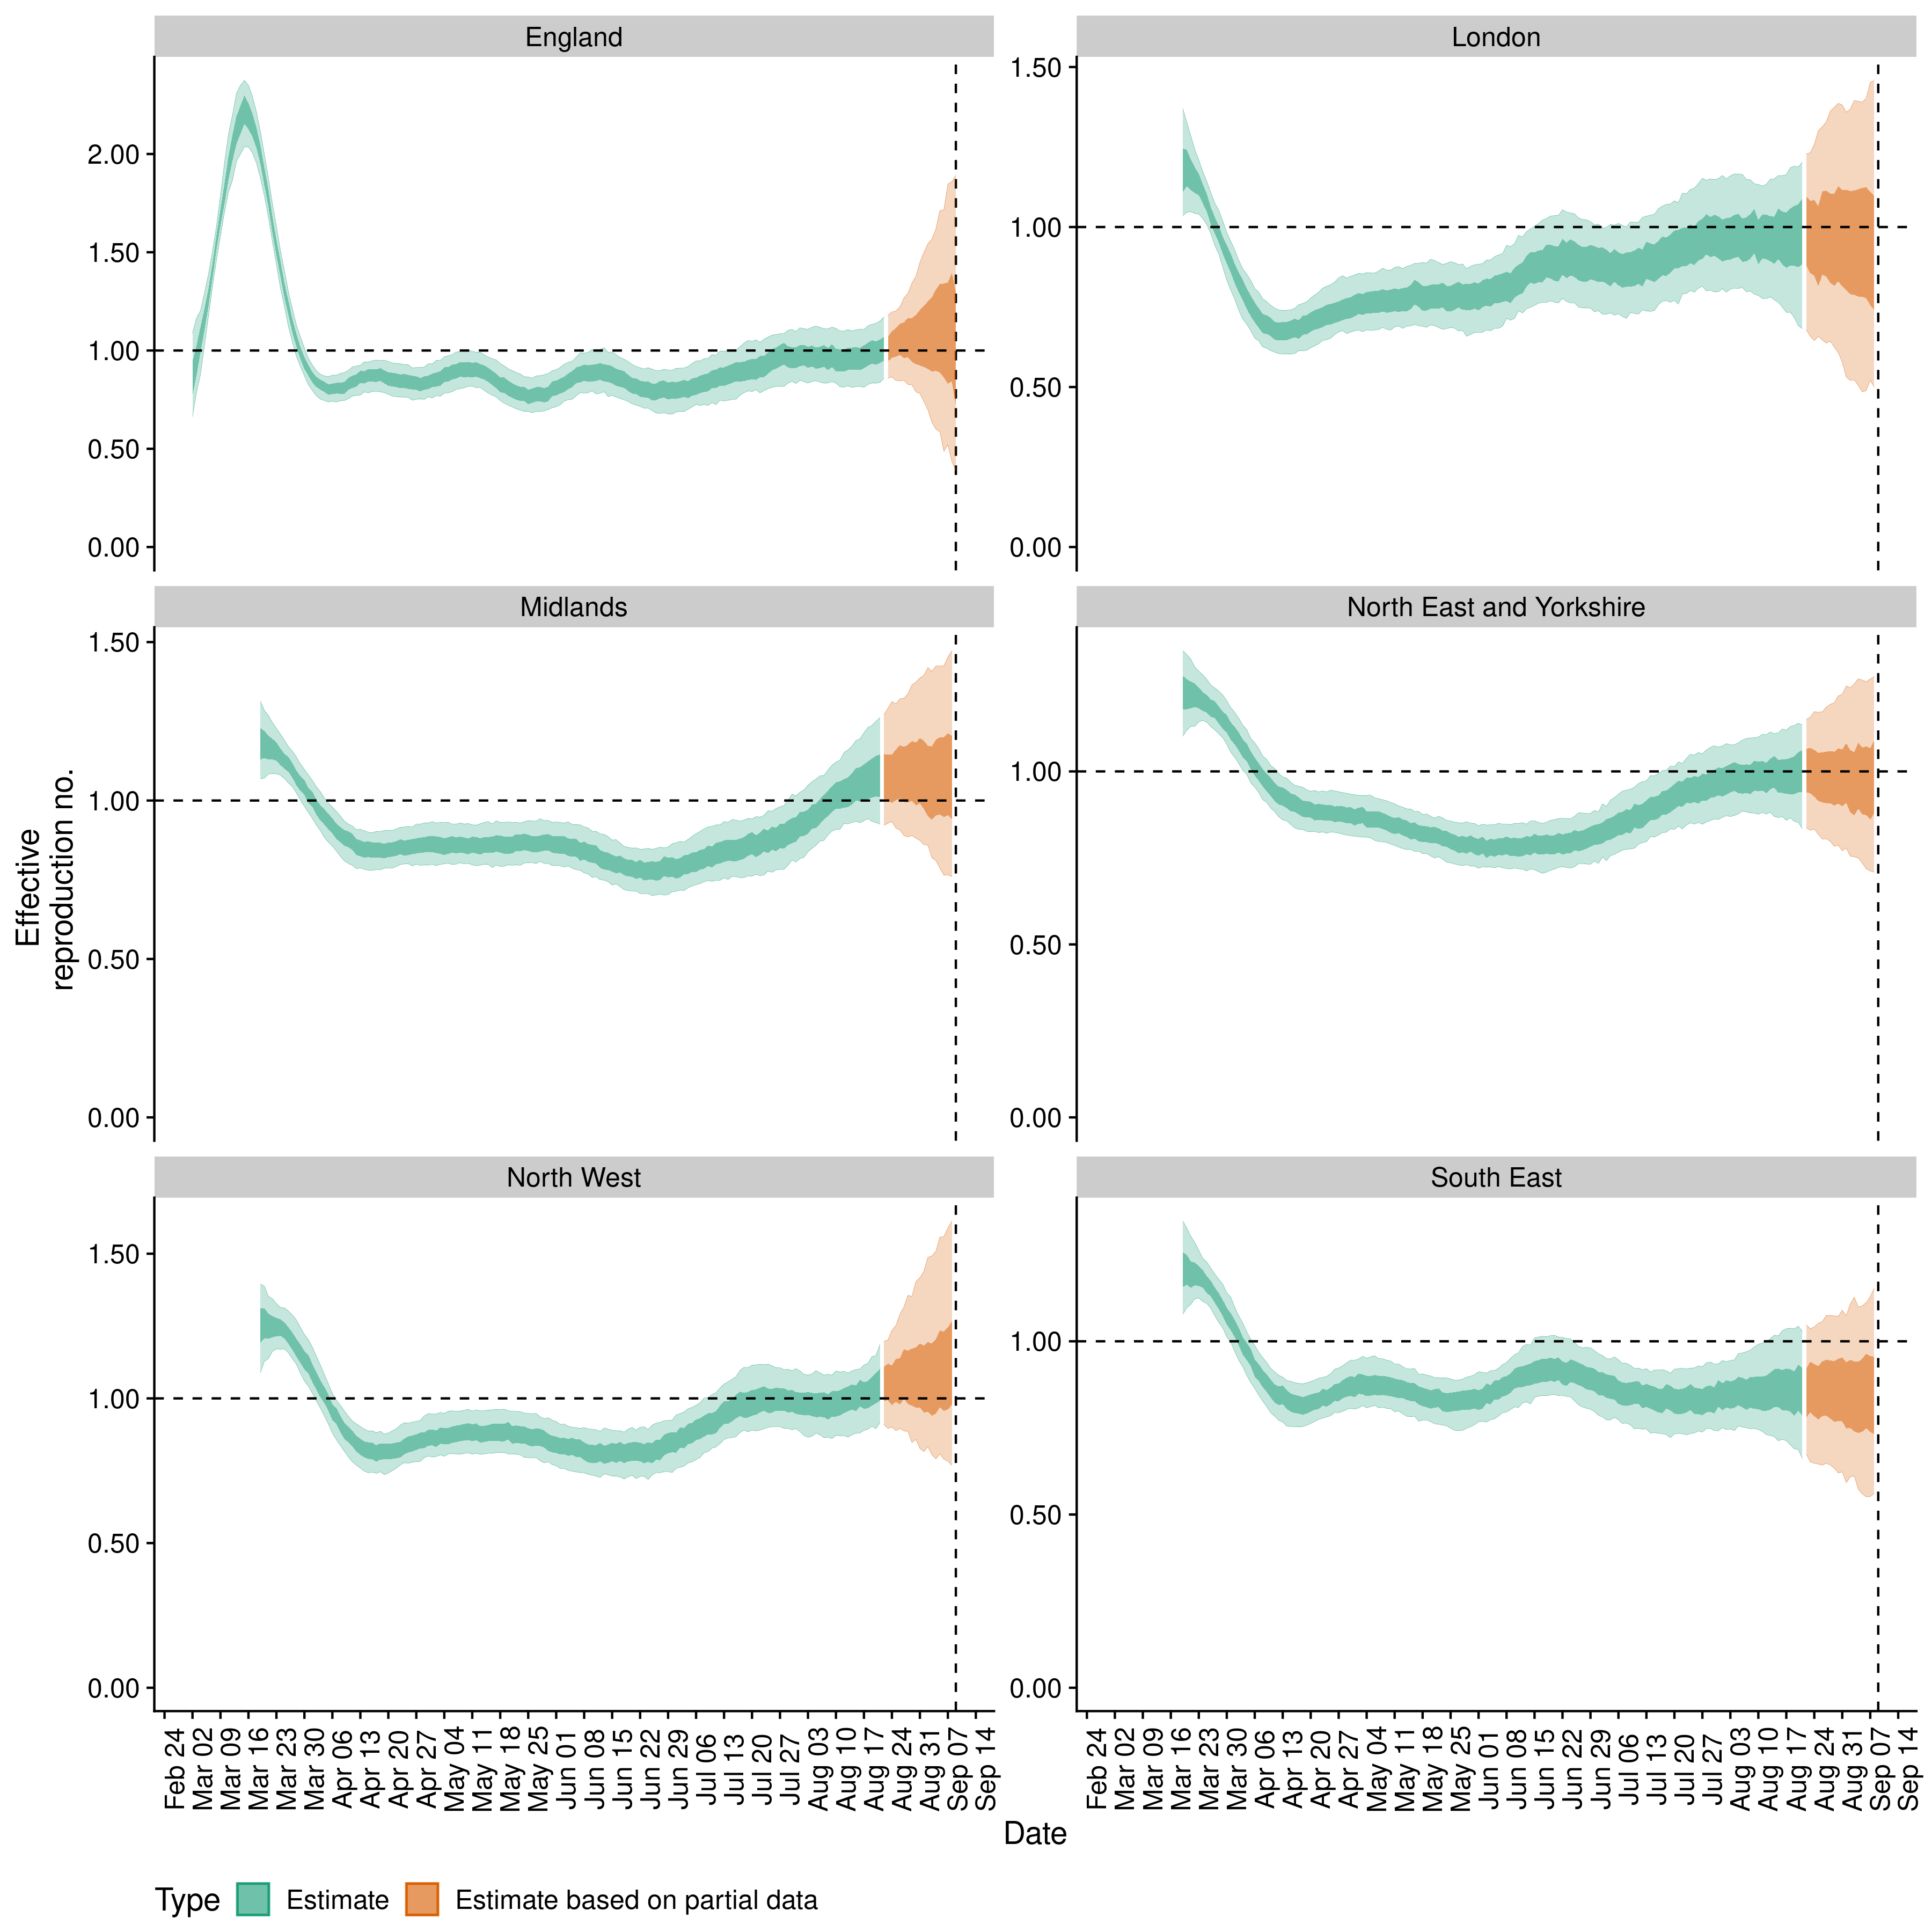 England
London
2.00
1.50
1.00
0.50
0.00
1.50
1.00
0.50
0.00
Midlands
North East and Yorkshire
1.50
1.00
0.50
0.00
1.00
0.50
0.00
Effective
reproduction no.
North West
South East
1.50
1.00
0.50
0.00
1.00
0.50
0.00
Feb 24
Mar 02
Mar 09
Mar 16
Mar 23
Mar 30
Apr 06
Apr 13
Apr 20
Apr 27
May 04
May 11
May 18
May 25
Jun 01
Jun 08
Jun 15
Jun 22
Jun 29
Jul 06
Jul 13
Jul 20
Jul 27
Aug 03
Aug 10
Aug 17
Aug 24
Aug 31
Sep 07
Sep 14
Feb 24
Mar 02
Mar 09
Mar 16
Mar 23
Mar 30
Apr 06
Apr 13
Apr 20
Apr 27
May 04
May 11
May 18
May 25
Jun 01
Jun 08
Jun 15
Jun 22
Jun 29
Jul 06
Jul 13
Jul 20
Jul 27
Aug 03
Aug 10
Aug 17
Aug 24
Aug 31
Sep 07
Sep 14
Date
Type
Estimate
Estimate based on partial data